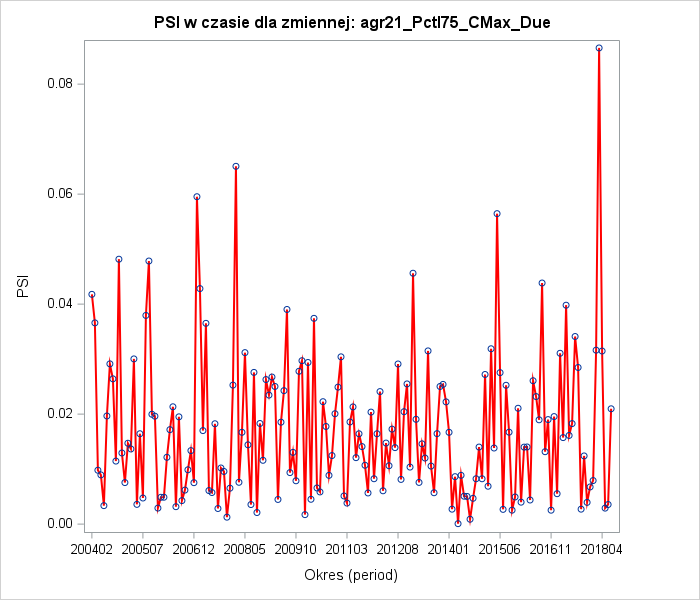 PSI w czasie dla zmiennej: agr21_Pctl75_CMax_Due
0.08
0.06
PSI
0.04
0.02
0.00
200402 200507 200612 200805 200910 201103 201208 201401 201506 201611 201804
Okres (period)